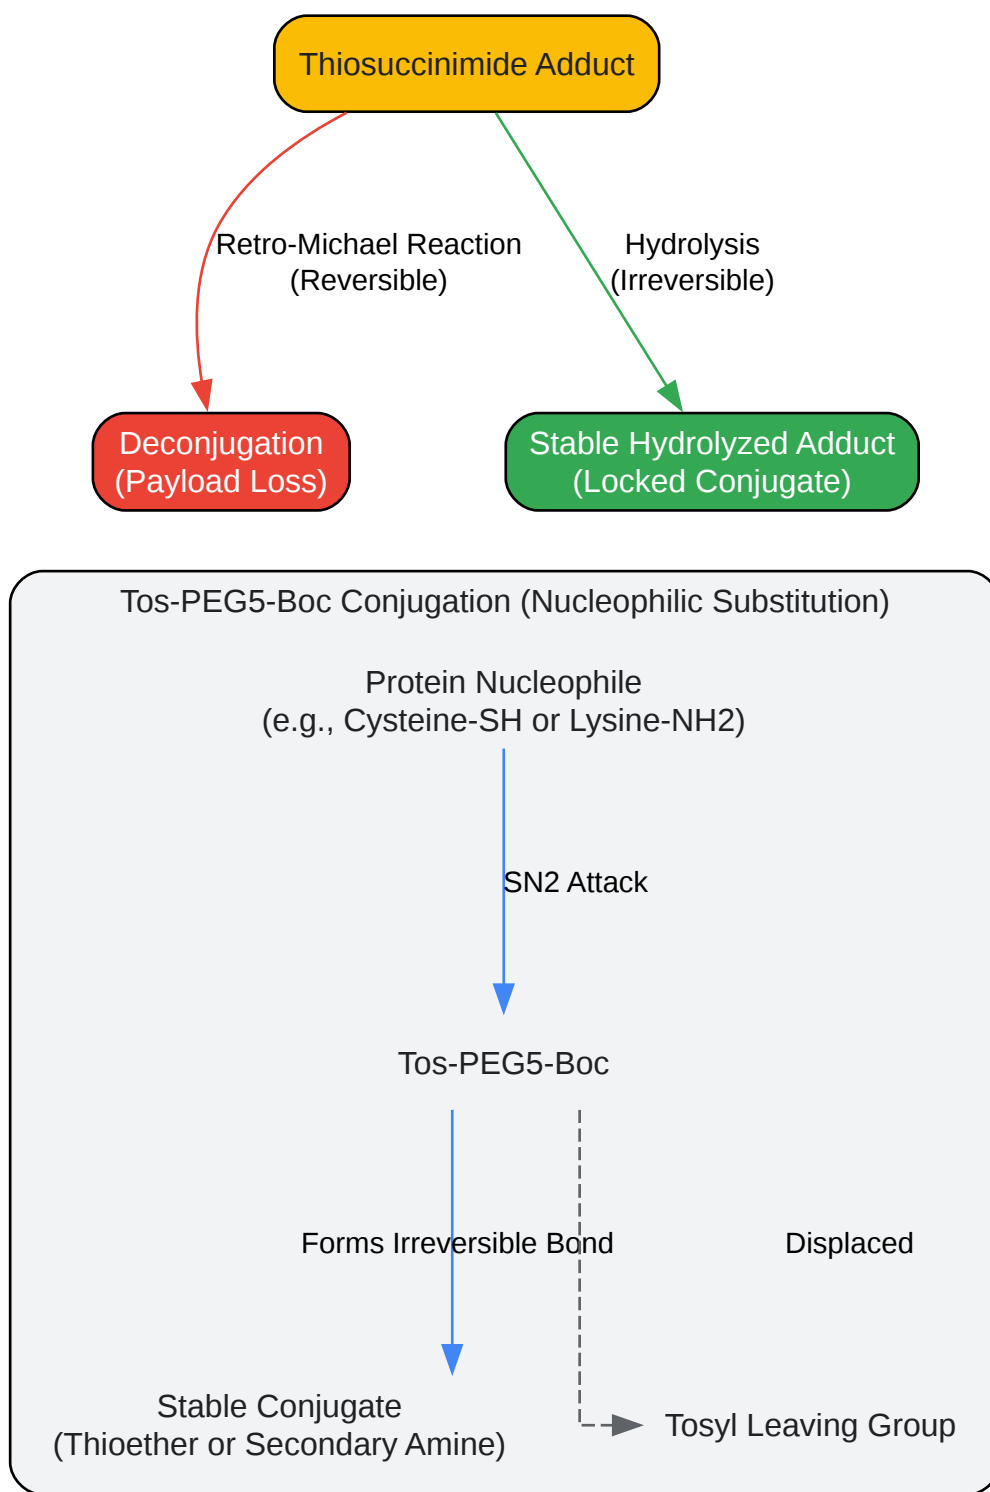 Thiosuccinimide Adduct
Retro-Michael Reaction
(Reversible)
Hydrolysis
(Irreversible)
Deconjugation
(Payload Loss)
Stable Hydrolyzed Adduct
(Locked Conjugate)
Tos-PEG5-Boc Conjugation (Nucleophilic Substitution)
Protein Nucleophile
(e.g., Cysteine-SH or Lysine-NH2)
SN2 Attack
Tos-PEG5-Boc
Forms Irreversible Bond
Displaced
Stable Conjugate
(Thioether or Secondary Amine)
Tosyl Leaving Group